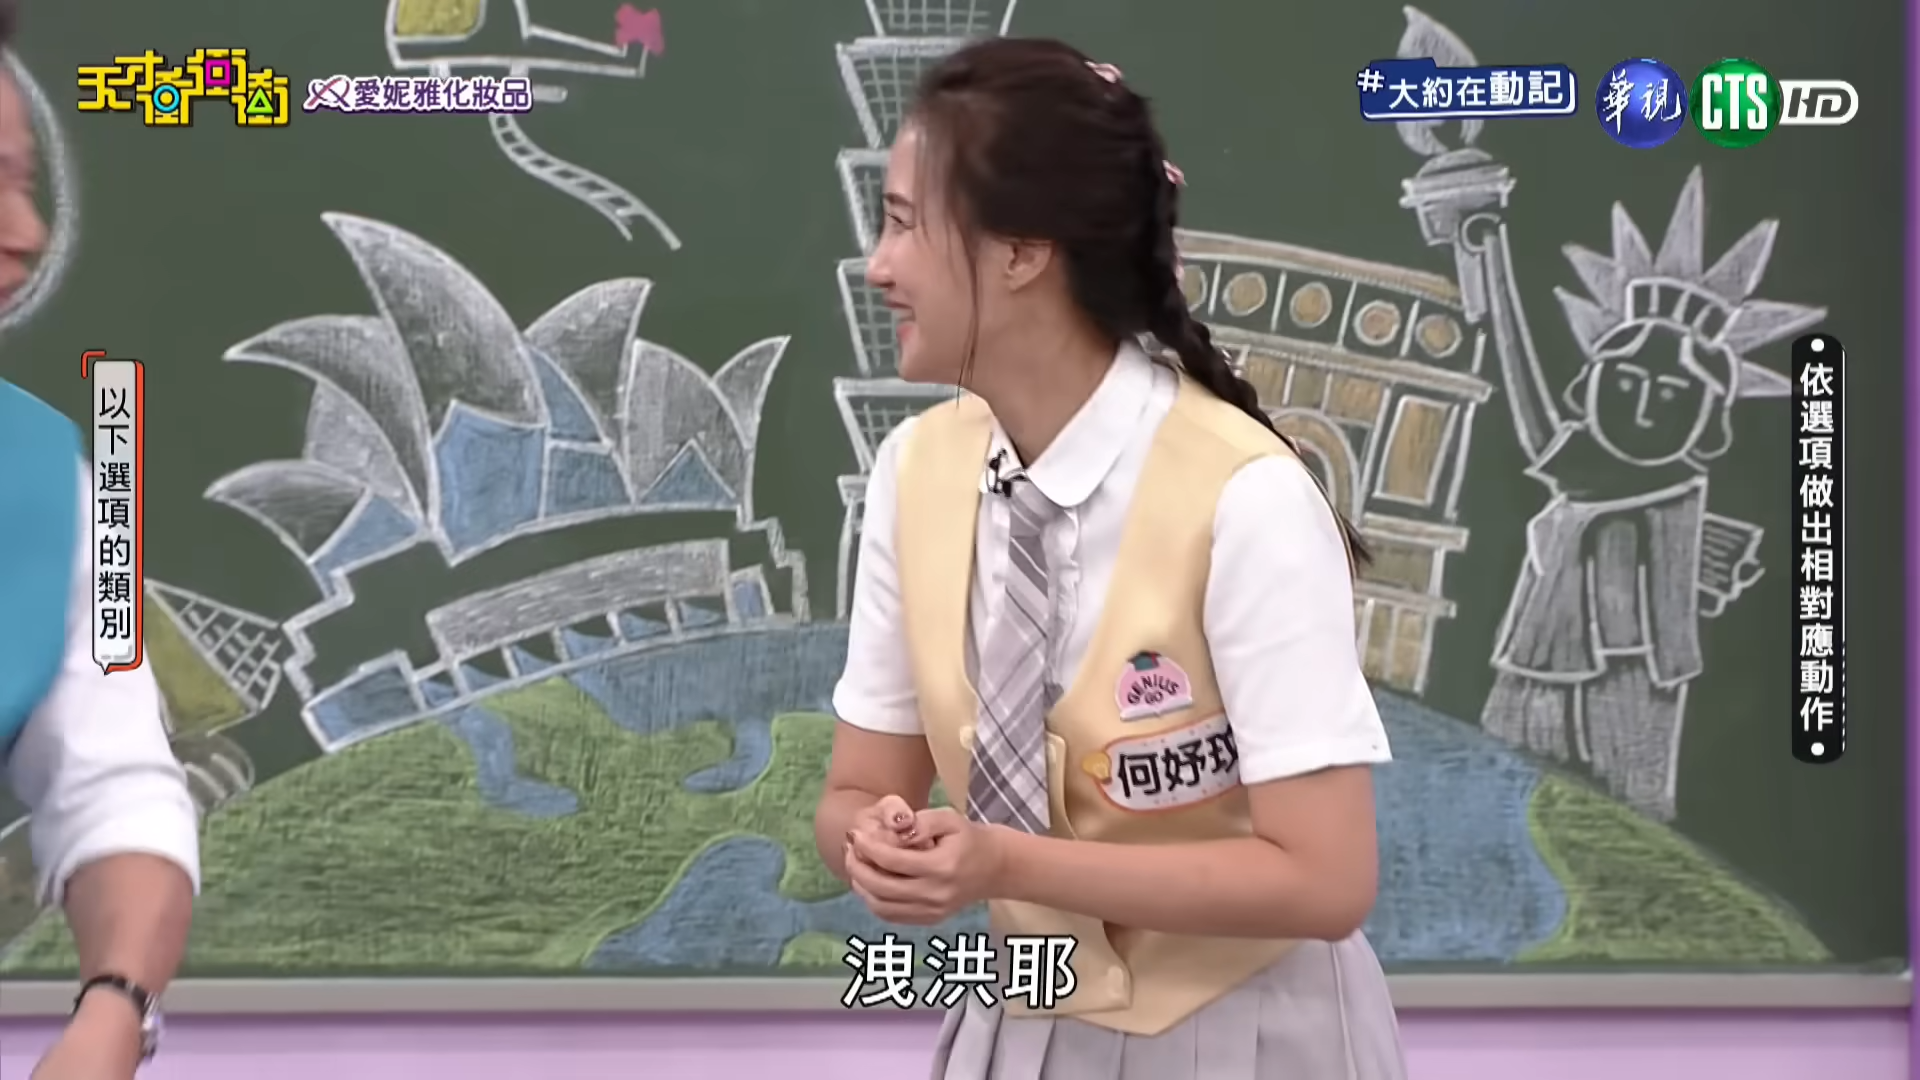 天才衝衝衝
愛妮雅化妝品
#大約在動記
華視
CTS
HD
以下選項的類別
依選項做出相對應動作
GENIUS
GO
何妤玟
洩洪耶